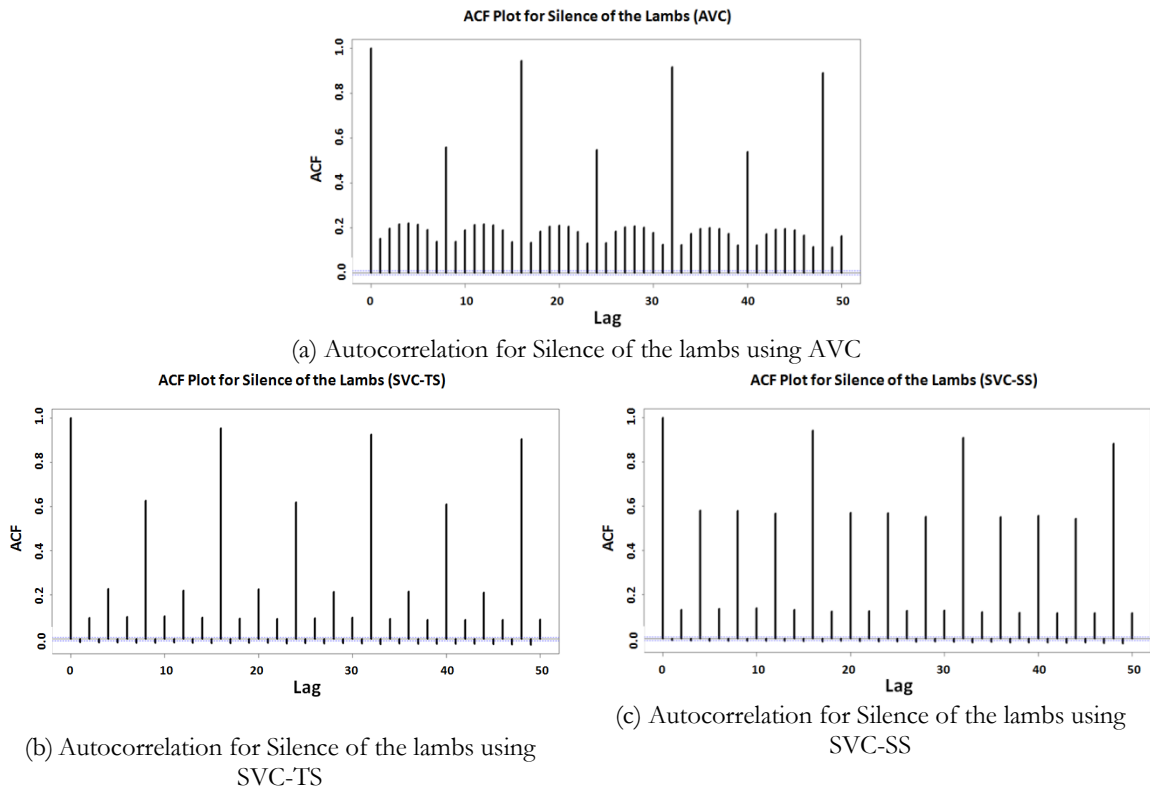 ACF Plot for Silence of the Lambs (AVC)
ACF
1.0
0.8
0.6
0.4
0.2
0.0
0 10 20 30 40 50
Lag
(a) Autocorrelation for Silence of the lambs using AVC
ACF Plot for Silence of the Lambs (SVC-TS)
ACF
1.0
0.8
0.6
0.4
0.2
0.0
0 10 20 30 40 50
Lag
(b) Autocorrelation for Silence of the lambs using
SVC-TS
ACF Plot for Silence of the Lambs (SVC-SS)
ACF
1.0
0.8
0.6
0.4
0.2
0.0
0 10 20 30 40 50
Lag
(c) Autocorrelation for Silence of the lambs using
SVC-SS